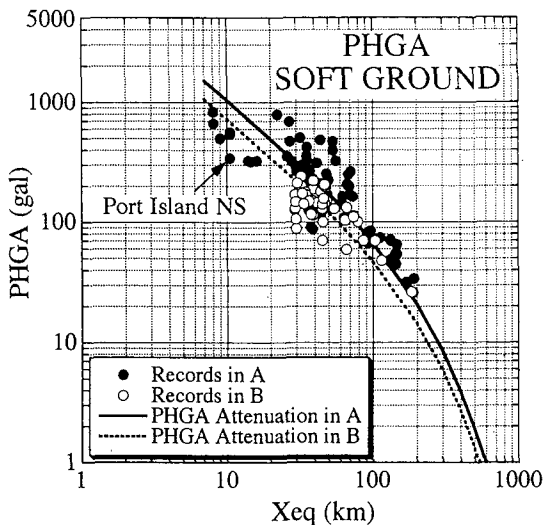 5000
PHGA
SOFT GROUND
1000
Port Island NS
100
PHGA (gal)
10
Records in A
Records in B
PHGA Attenuation in A
PHGA Attenuation in B
1
1
10
100
1000
Xeq (km)